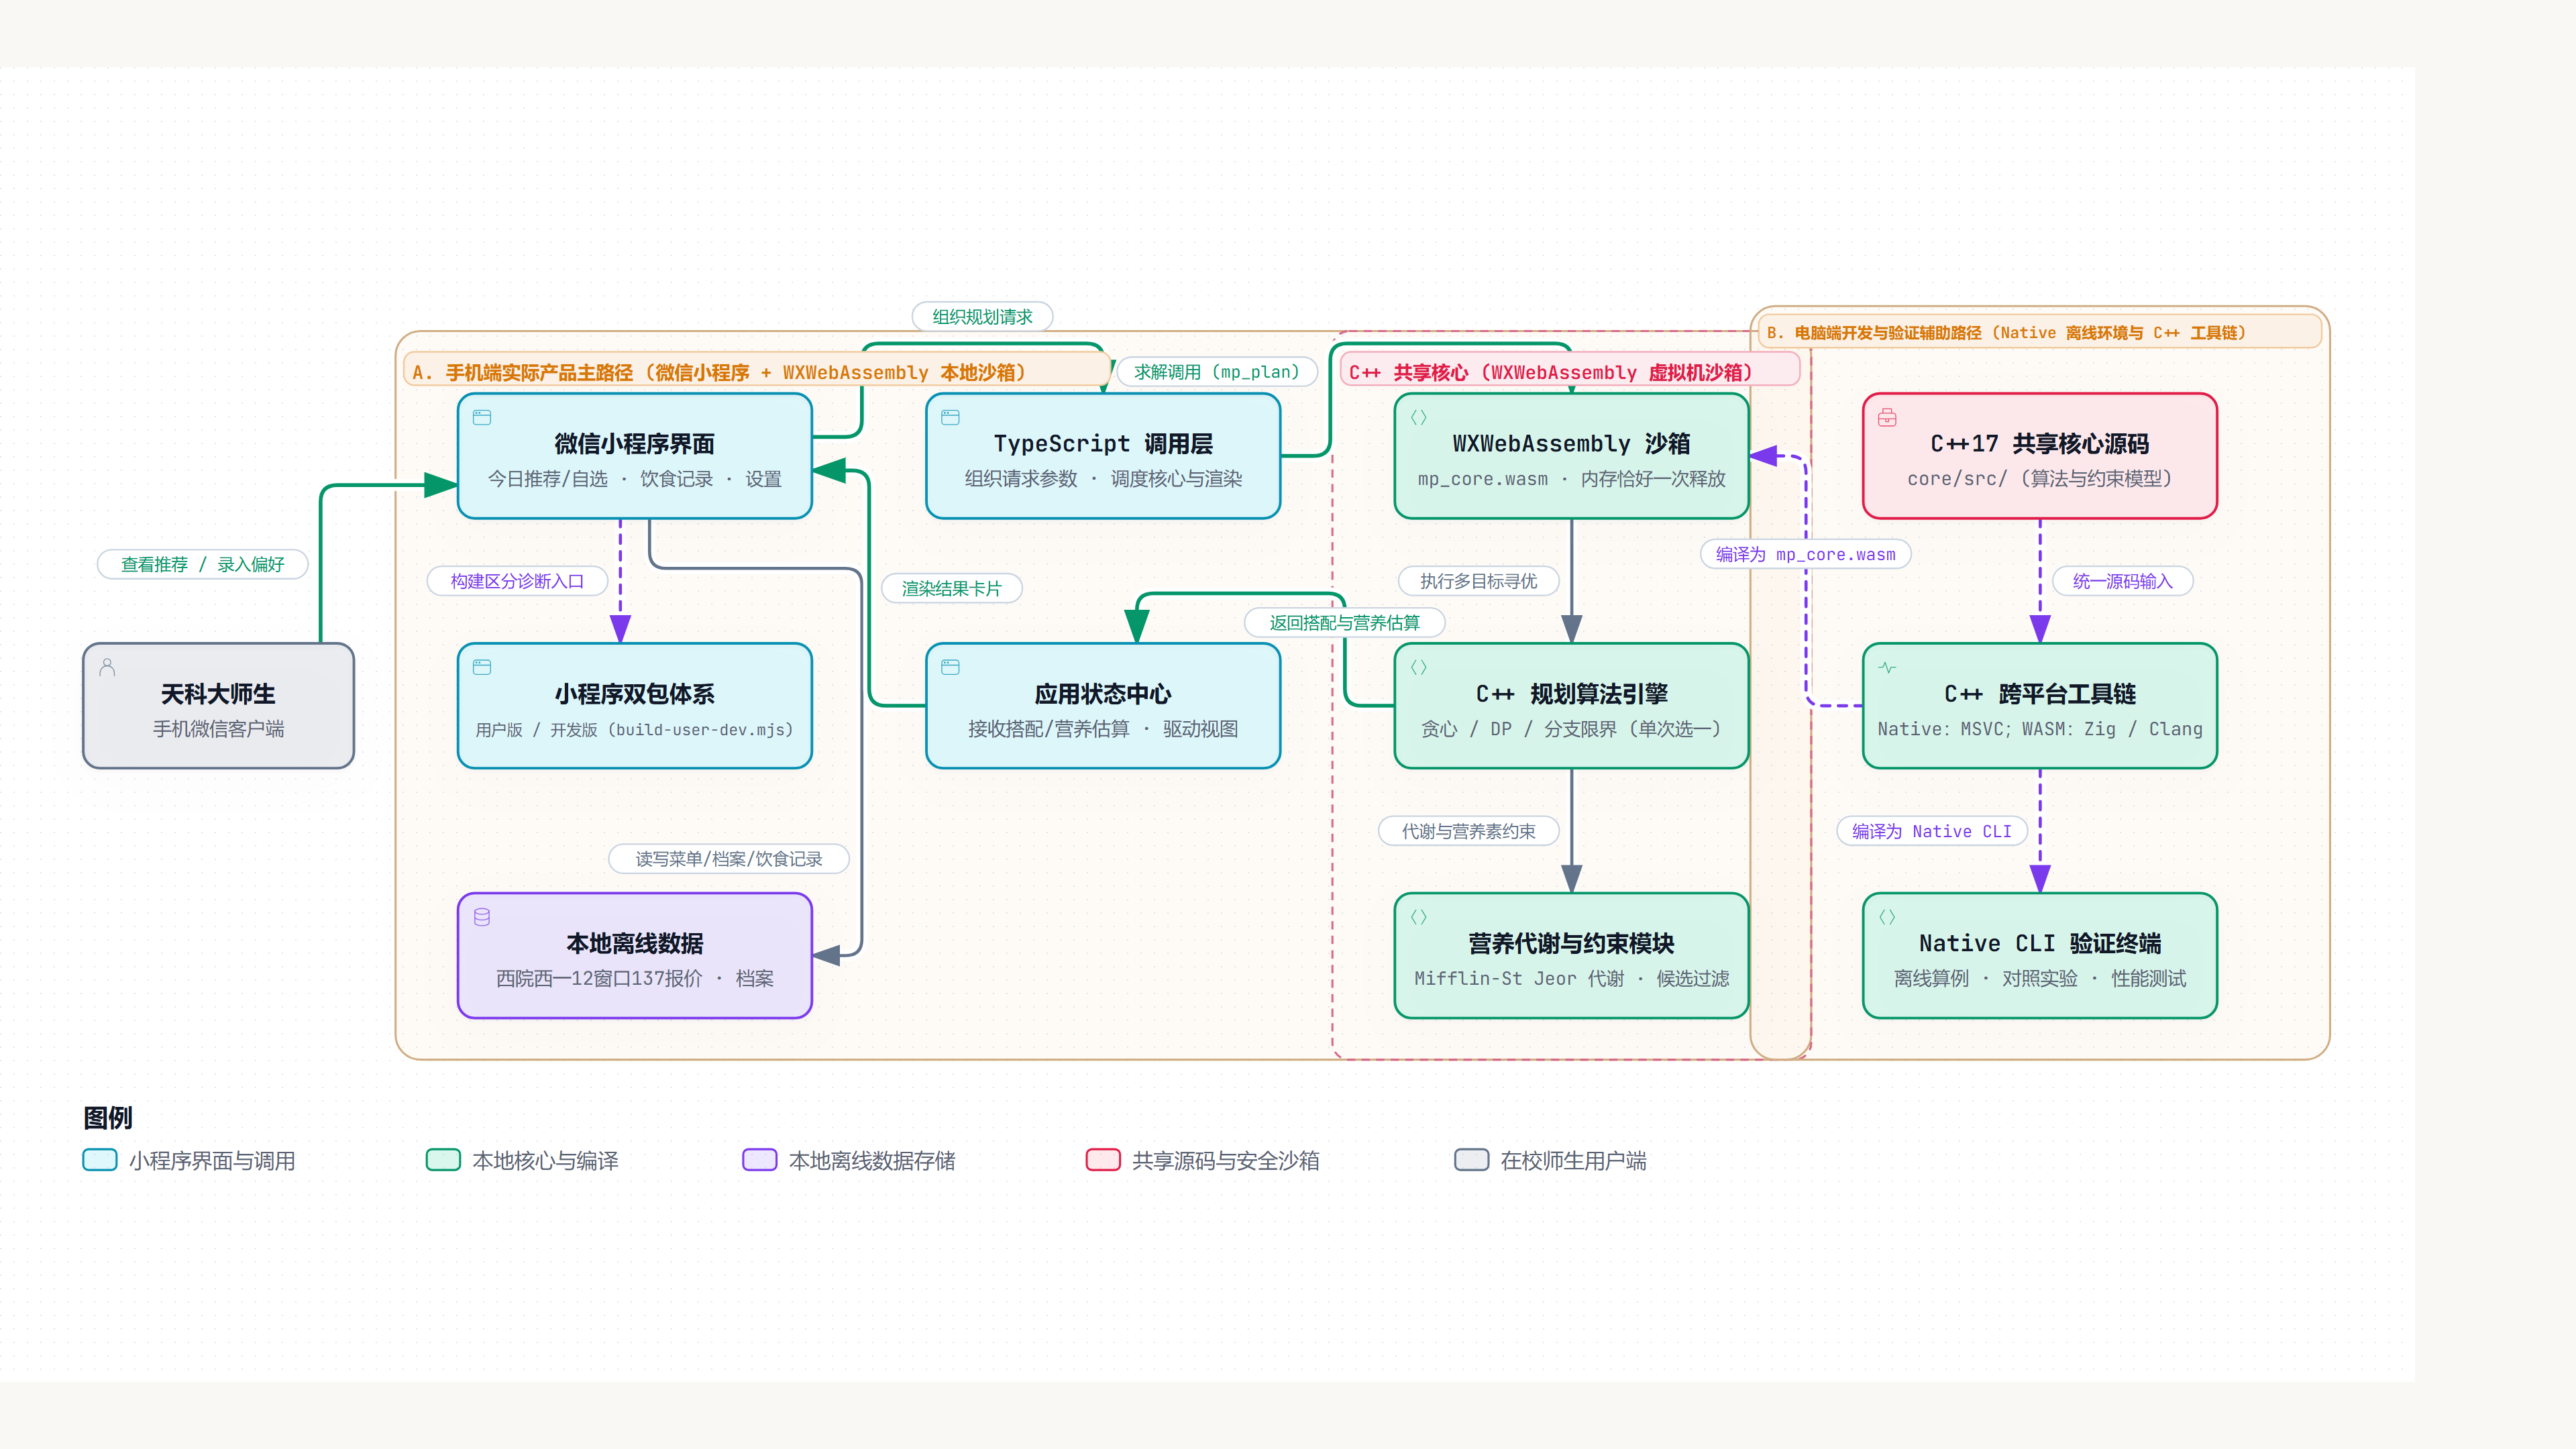 组织规划请求
A. 手机端实际产品主路径 (微信小程序 + WXWebAssembly 本地沙箱)
求解调用 (mp_plan)
C++ 共享核心 (WXWebAssembly 虚拟机沙箱)
B. 电脑端开发与验证辅助路径 (Native 离线环境与 C++ 工具链)
微信小程序界面
今日推荐/自选 · 饮食记录 · 设置
TypeScript 调用层
组织请求参数 · 调度核心与渲染
WXWebAssembly 沙箱
mp_core.wasm · 内存恰好一次释放
C++17 共享核心源码
core/src/ (算法与约束模型)
查看推荐 / 录入偏好
构建区分诊断入口
渲染结果卡片
执行多目标寻优
编译为 mp_core.wasm
统一源码输入
返回搭配与营养估算
天科大师生
手机微信客户端
小程序双包体系
用户版 / 开发版 (build-user-dev.mjs)
应用状态中心
接收搭配/营养估算 · 驱动视图
C++ 规划算法引擎
贪心 / DP / 分支限界 (单次选一)
C++ 跨平台工具链
Native: MSVC; WASM: Zig / Clang
读写菜单/档案/饮食记录
代谢与营养素约束
编译为 Native CLI
本地离线数据
西院西一12窗口137报价 · 档案
营养代谢与约束模块
Mifflin-St Jeor 代谢 · 候选过滤
Native CLI 验证终端
离线算例 · 对照实验 · 性能测试
图例
小程序界面与调用
本地核心与编译
本地离线数据存储
共享源码与安全沙箱
在校师生用户端